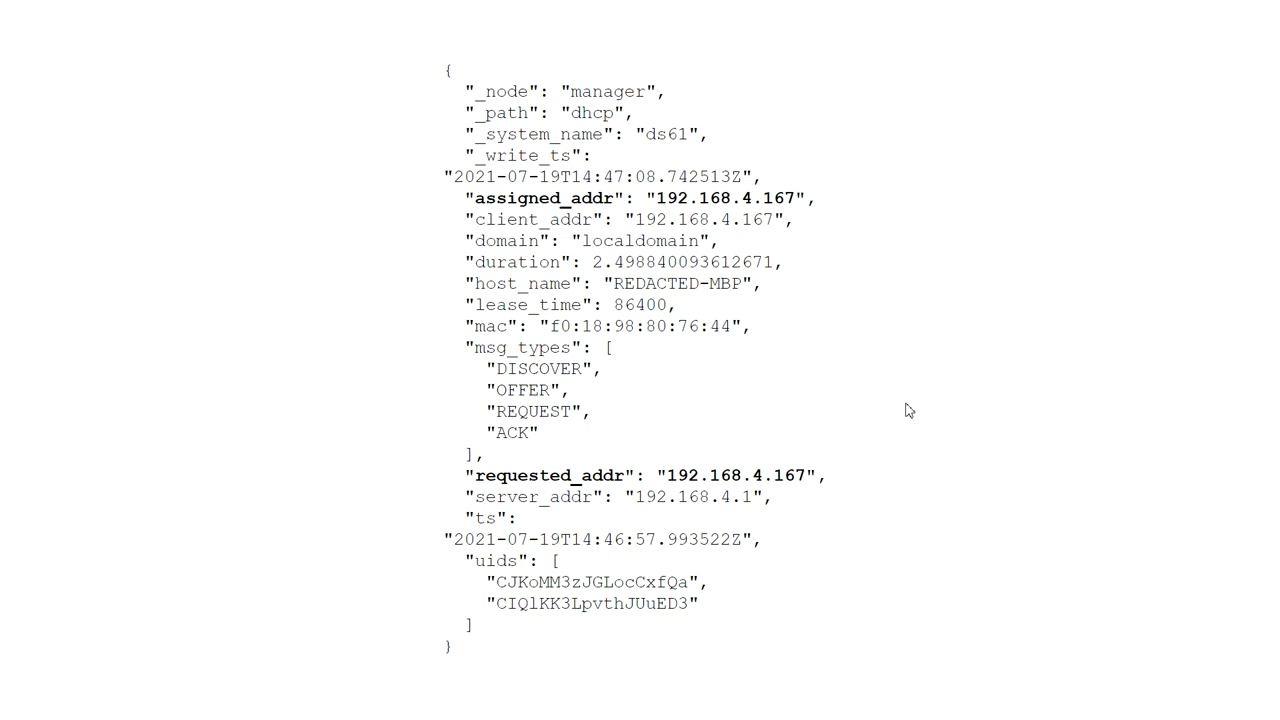 {
"_node": "manager",
"_path": "dhcp",
"_system_name": "ds61",
"_write_ts":
"2021-07-19T14:47:08.742513Z",
"assigned_addr": "192.168.4.167",
"client_addr": "192.168.4.167",
"domain": "localdomain",
"duration": 2.498840093612671,
"host_name": "REDACTED-MBP",
"lease_time": 86400,
"mac": "f0:18:98:80:76:44",
"msg_types": [
"DISCOVER",
"OFFER",
"REQUEST",
"ACK"
],
"requested_addr": "192.168.4.167",
"server_addr": "192.168.4.1",
"ts":
"2021-07-19T14:46:57.993522Z",
"uids": [
"CJKoMM3zJGLocCxfQa",
"CIQlKK3LpvthJUuED3"
]
}